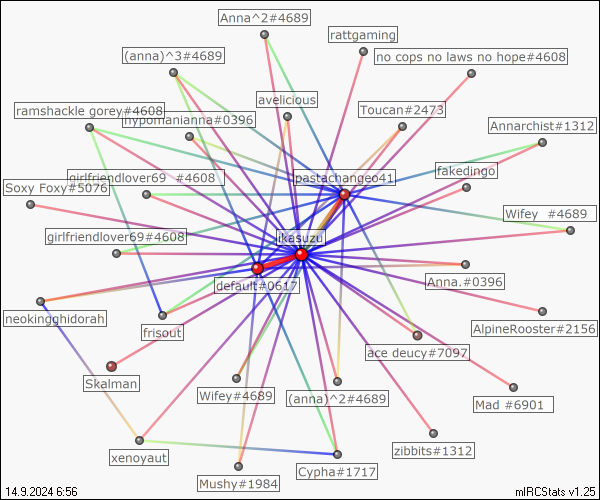 Anna^2#4689
rattgaming
(anna)^3#4689
no cops no laws no hope#4608
avelicious
ramshackle gorey#4608
Toucan#2473
hypomanianna#0396
Annarchist#1312
fakedingo
girlfriendlover69 #4608
pastachangeo41
Soxy Foxy#5076
Wifey #4689
girlfriendlover69#4608
ikasuzu
Anna.#0396
default#0617
neokingghidorah
frisout
AlpineRooster#2156
ace deucy#7097
Skalman
Wifey#4689
(anna)^2#4689
Mad #6901
zibbits#1312
xenoyaut
Cypha#1717
Mushy#1984
14.9.2024 6:56
mIRCStats v1.25